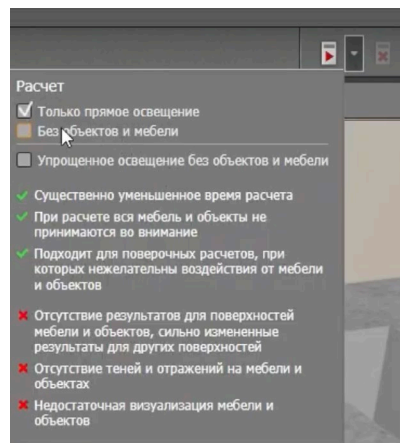 Расчет
Только прямое освещение
Без объектов и мебели
Упрощенное освещение без объектов и мебели
Существенно уменьшенное время расчета
При расчете вся мебель и объекты не
принимаются во внимание
Подходит для поверочных расчетов, при
которых нежелательны воздействия от мебели
и объектов
Отсутствие результатов для поверхностей
мебели и объектов, сильно измененные
результаты для других поверхностей
Отсутствие теней и отражений на мебели и
объектах
Недостаточная визуализация мебели и
объектов